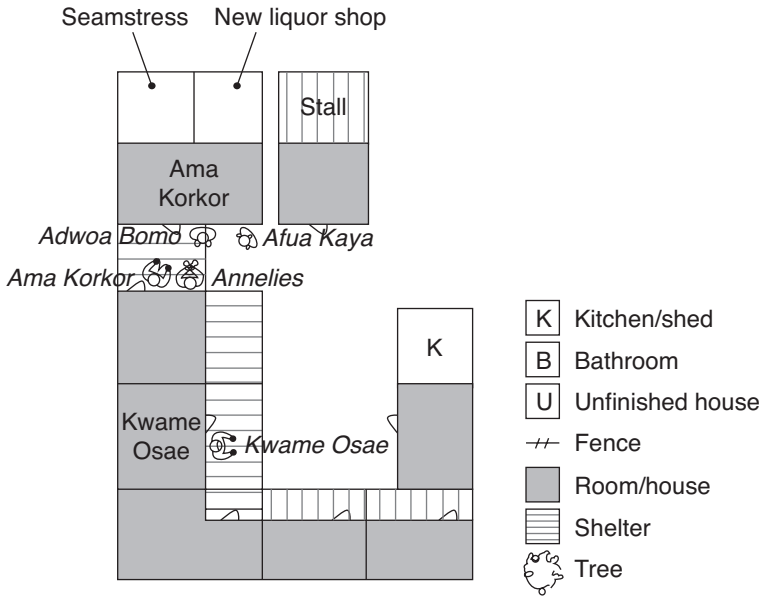 Seamstress New liquor shop
Stall
Ama
Korkor
Adwoa Bomo Afua Kaya
Ama Korkor Annelies
K
Kwame
Osae
Kwame Osae
K Kitchen/shed
B Bathroom
U Unfinished house
Fence
Room/house
Shelter
Tree